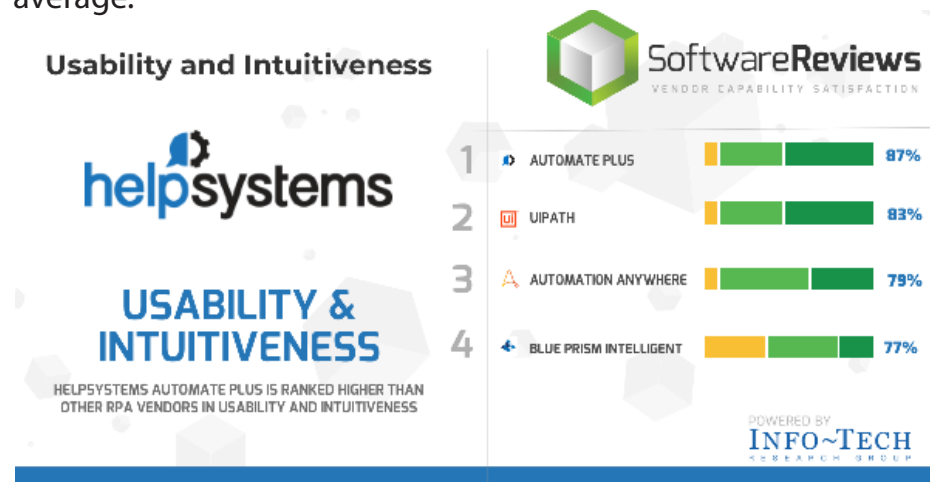 average.
Usability and Intuitiveness
helpsystems
USABILITY &
INTUITIVENESS
HELPSYSTEMS AUTOMATE PLUS IS RANKED HIGHER THAN
OTHER RPA VENDORS IN USABILITY AND INTUITIVENESS
SoftwareReviews
VENDOR CAPABILITY SATISFACTION
1 AUTOMATE PLUS 87%
2 UiPATH 83%
3 AUTOMATION ANYWHERE 79%
4 BLUE PRISM INTELLIGENT 77%
POWERED BY
INFO~TECH
RESEARCH GROUP